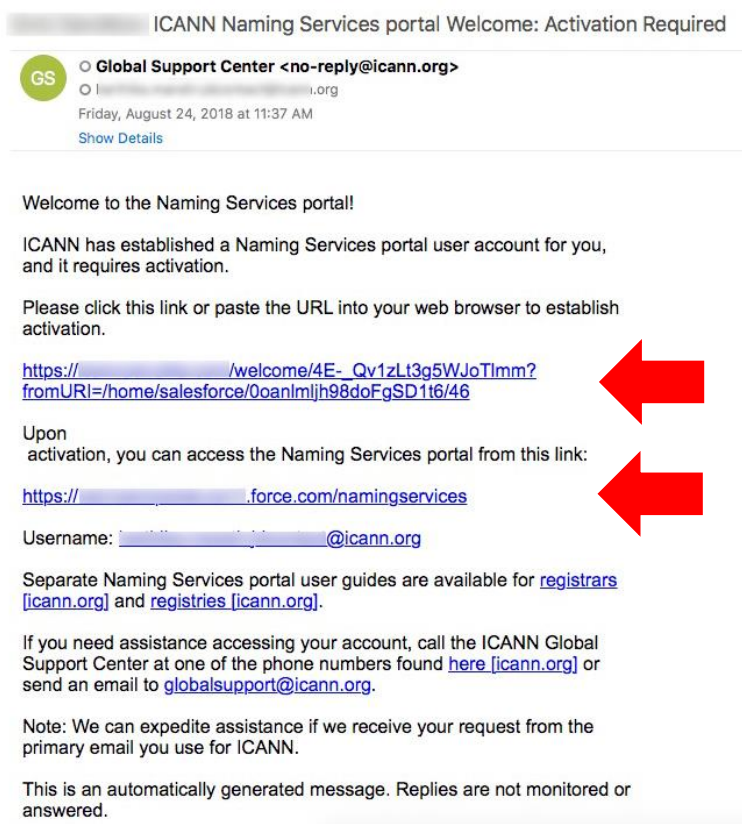 ICANN Naming Services portal Welcome: Activation Required
GS
Global Support Center <no-reply@icann.org>
.org
Friday, August 24, 2018 at 11:37 AM
Show Details
Welcome to the Naming Services portal!
ICANN has established a Naming Services portal user account for you,
and it requires activation.
Please click this link or paste the URL into your web browser to establish
activation.
https:// /welcome/4E-_Qv1zLt3g5WJoTlmm?
fromURI=/home/salesforce/0oanlmljh98doFgSD1t6/46
Upon
activation, you can access the Naming Services portal from this link:
https:// .force.com/namingservices
Username: @icann.org
Separate Naming Services portal user guides are available for registrars
[icann.org] and registries [icann.org].
If you need assistance accessing your account, call the ICANN Global
Support Center at one of the phone numbers found here [icann.org] or
send an email to globalsupport@icann.org.
Note: We can expedite assistance if we receive your request from the
primary email you use for ICANN.
This is an automatically generated message. Replies are not monitored or
answered.